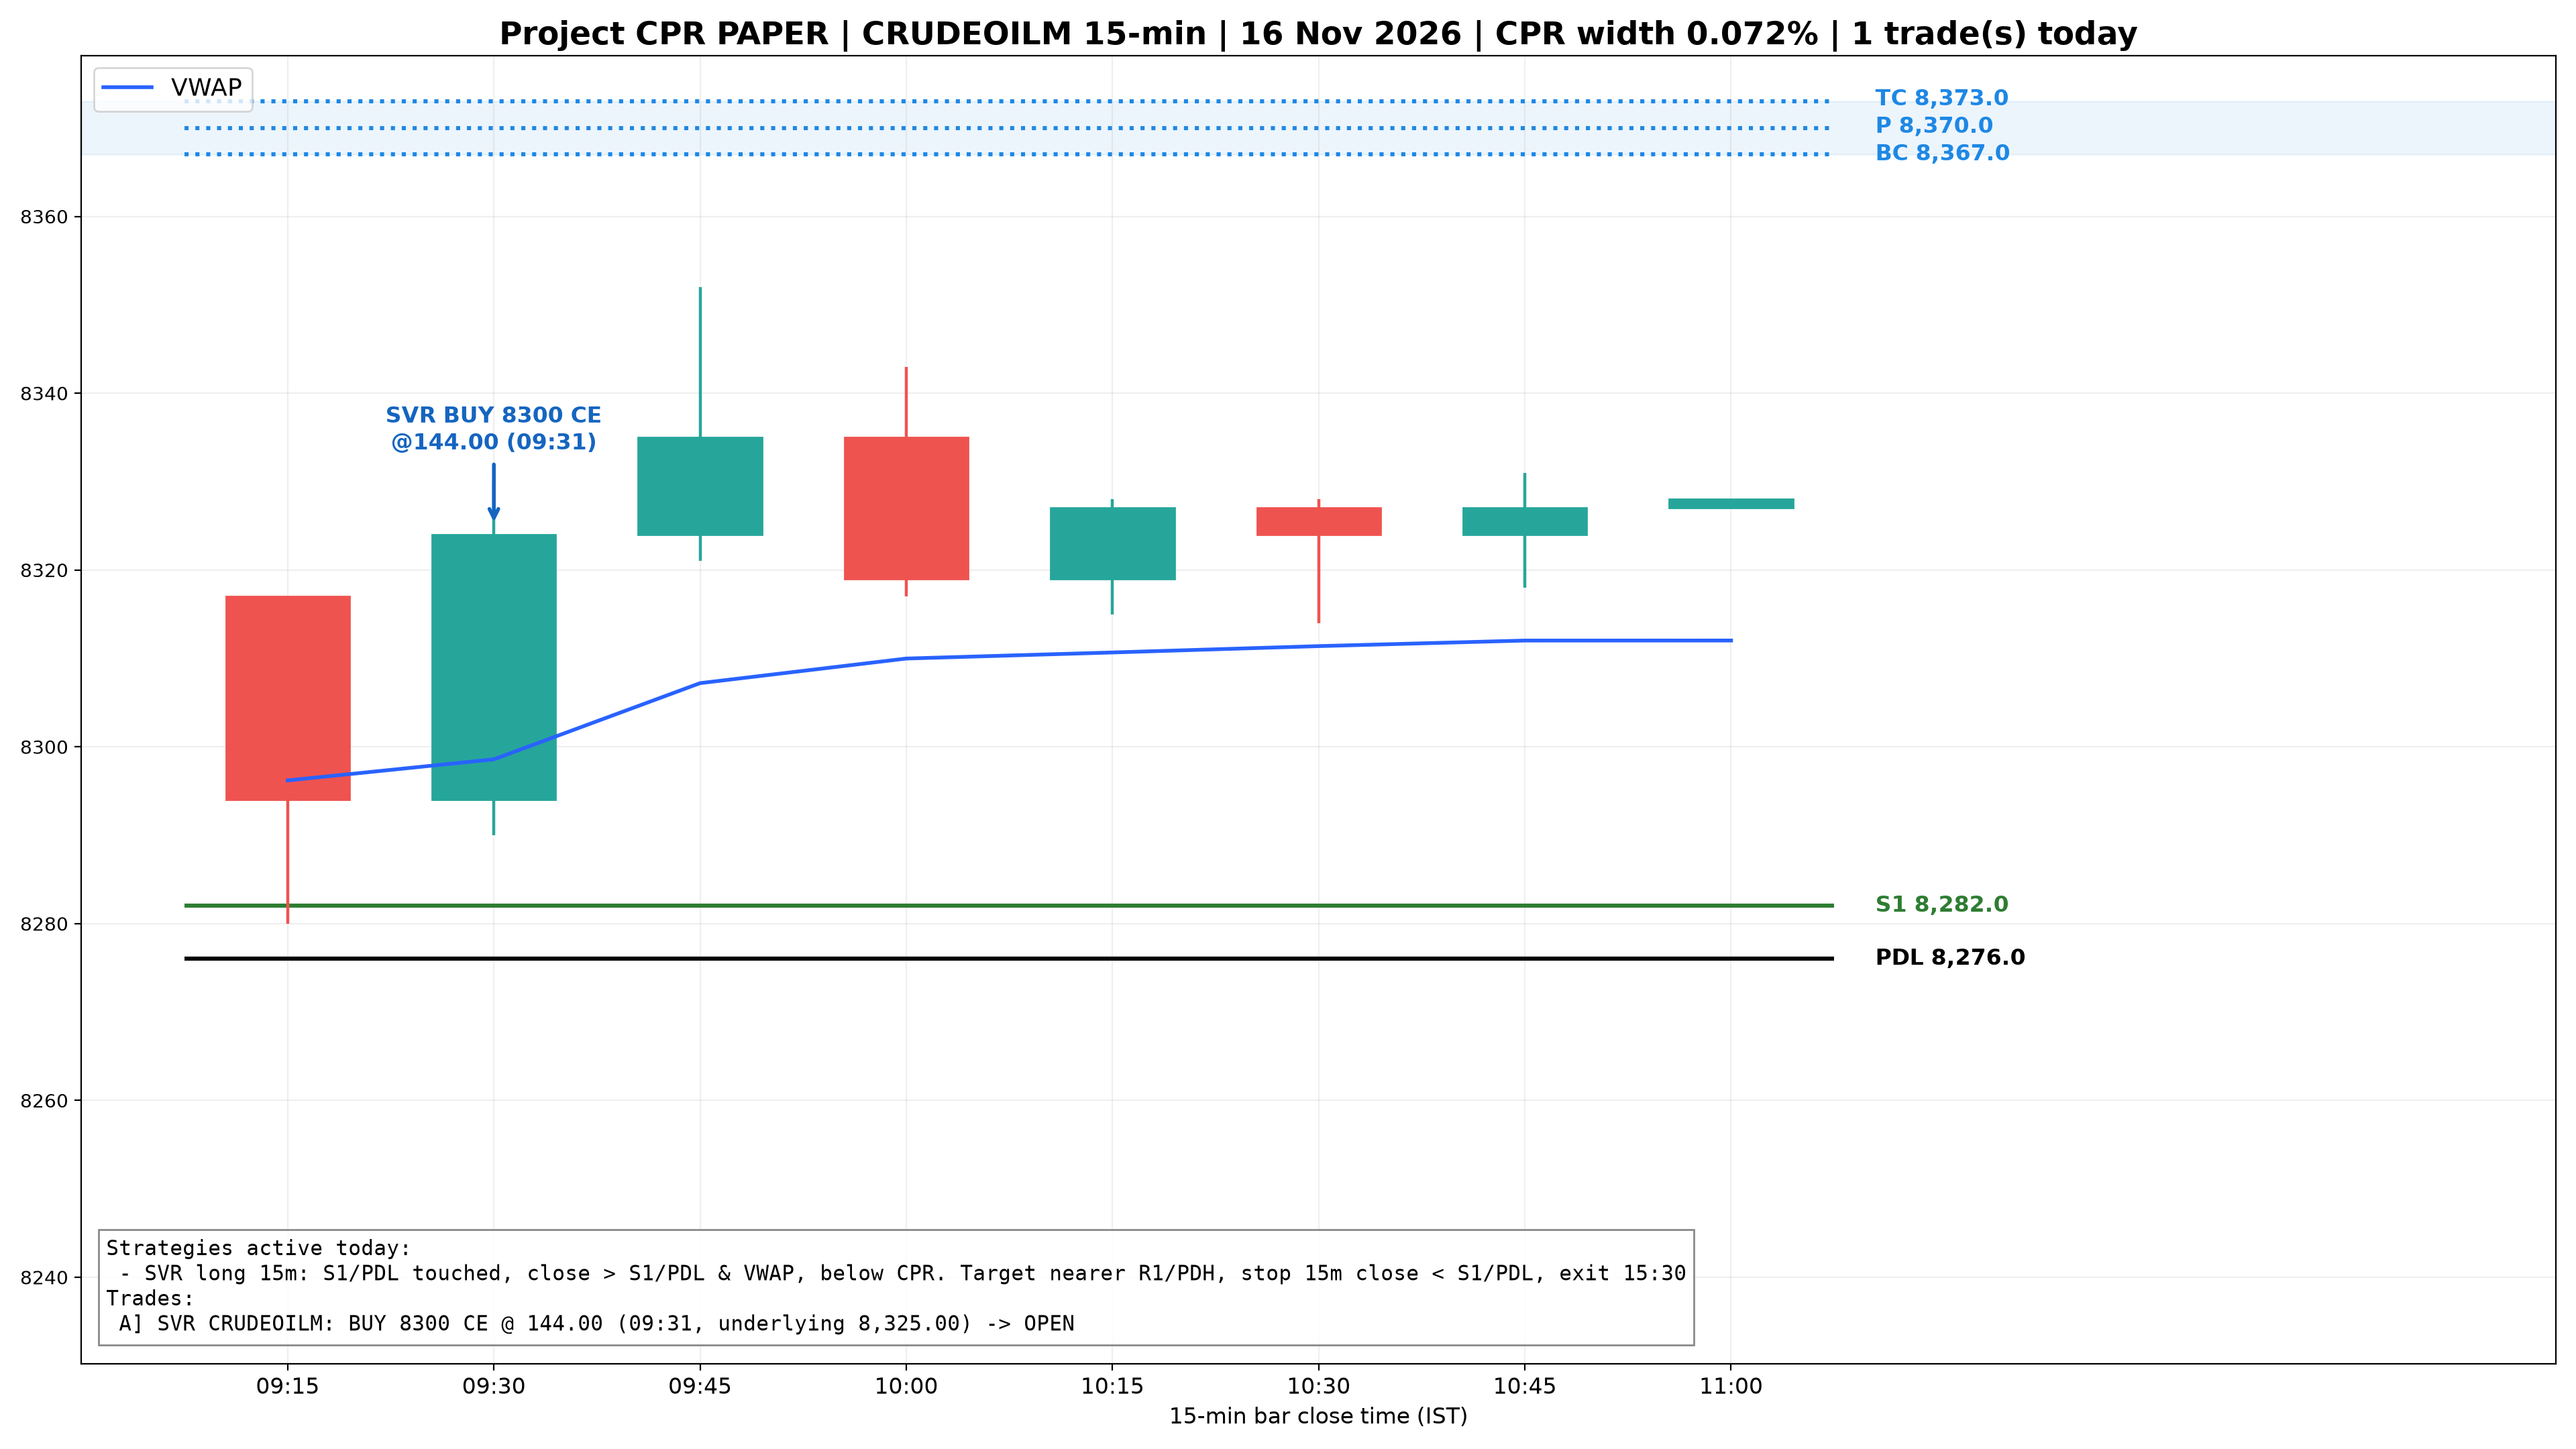 Project CPR PAPER | CRUDEOILM 15-min | 16 Nov 2026 | CPR width 0.072% | 1 trade(s) today
VWAP
TC 8,373.0
P 8,370.0
BC 8,367.0
8360
8340
SVR BUY 8300 CE
@144.00 (09:31)
8320
8300
S1 8,282.0
8280
PDL 8,276.0
8260
8240
Strategies active today:
- SVR long 15m: S1/PDL touched, close > S1/PDL & VWAP, below CPR. Target nearer R1/PDH, stop 15m close < S1/PDL, exit 15:30
Trades:
A] SVR CRUDEOILM: BUY 8300 CE @ 144.00 (09:31, underlying 8,325.00) -> OPEN
09:15 09:30 09:45 10:00 10:15 10:30 10:45 11:00
15-min bar close time (IST)